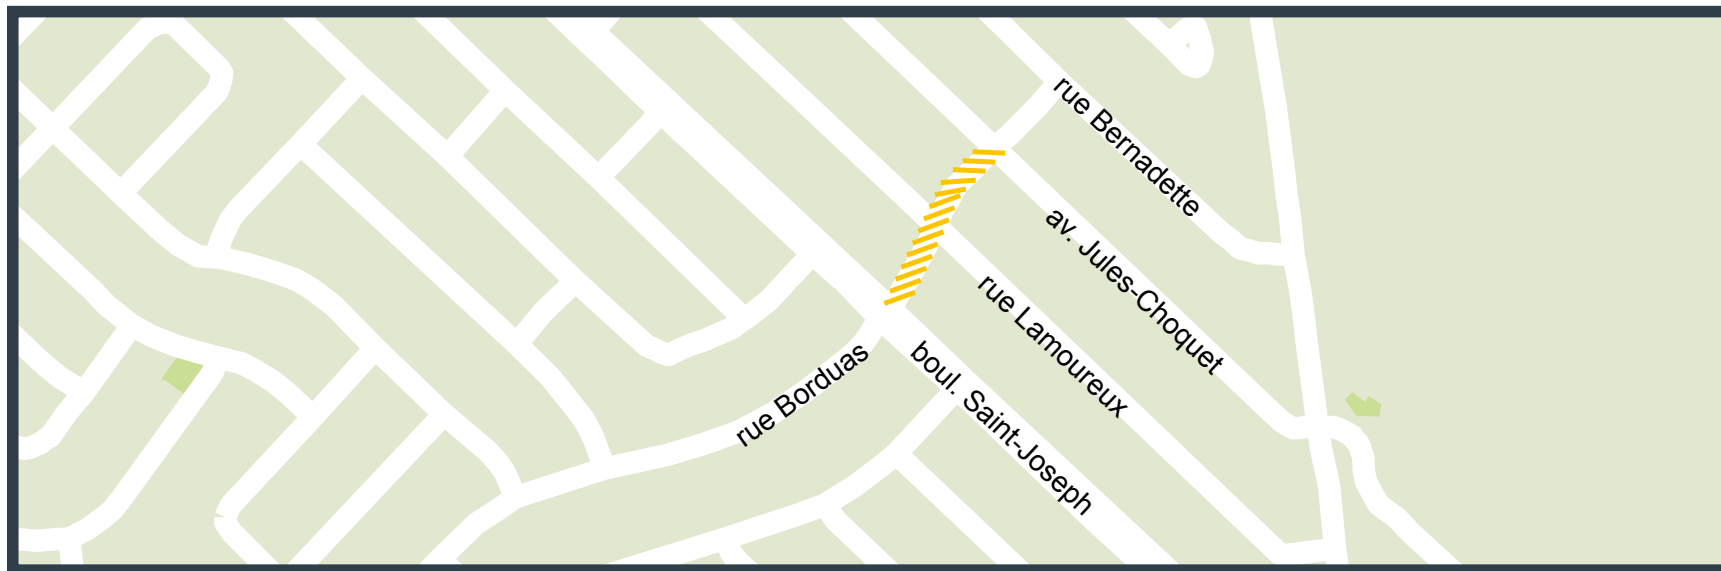 rue Bernadette
av. Jules-Choquet
rue Lamoureux
boul. Saint-Joseph
rue Borduas